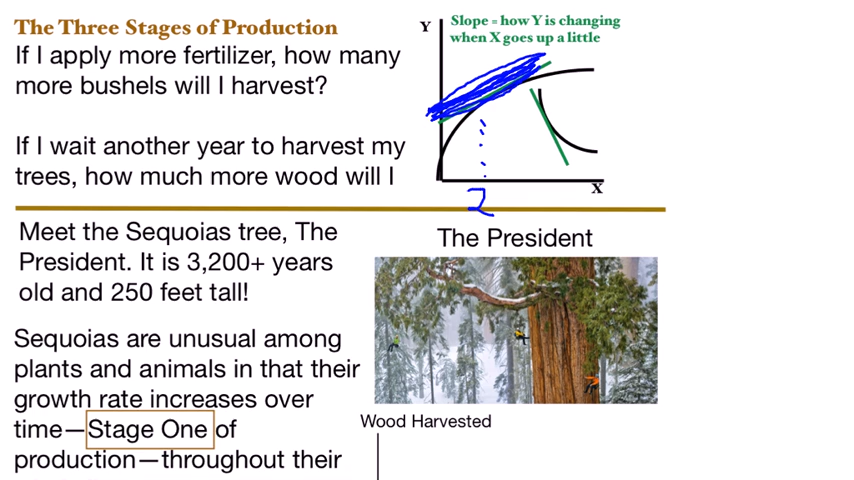 The Three Stages of Production
If I apply more fertilizer, how many
more bushels will I harvest?
If I wait another year to harvest my
trees, how much more wood will I
Y
Slope = how Y is changing
when X goes up a little
X
2
Meet the Sequoias tree, The
President. It is 3,200+ years
old and 250 feet tall!
The President
Sequoias are unusual among
plants and animals in that their
growth rate increases over
time—Stage One of
production—throughout their
Wood Harvested